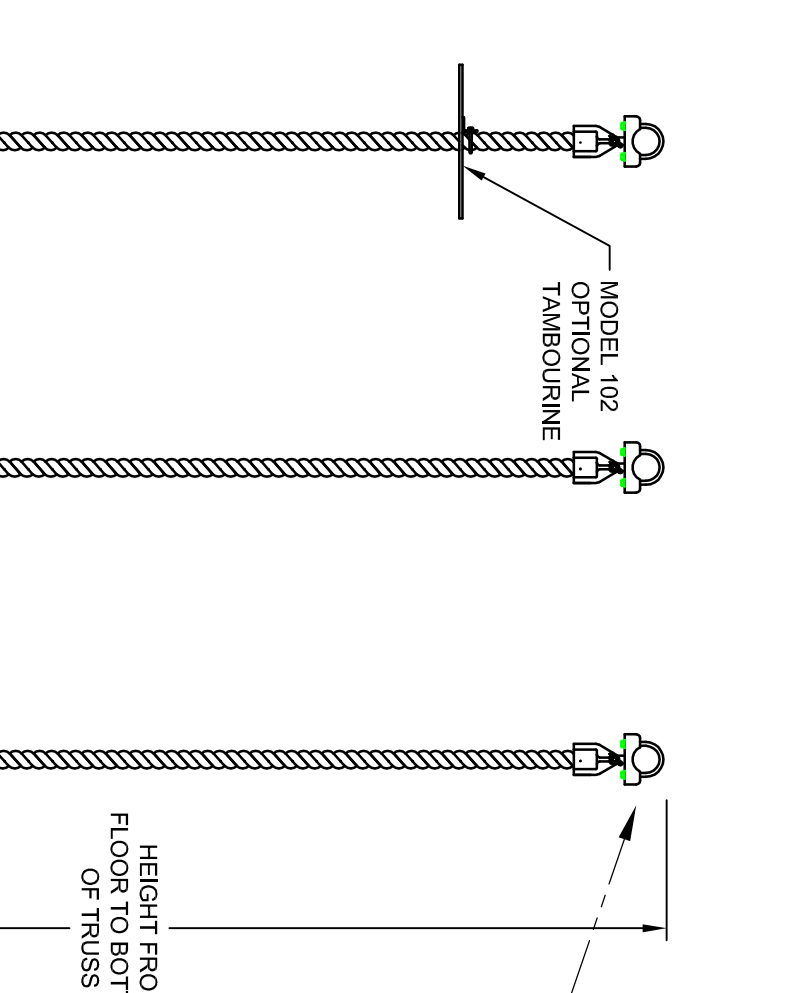 MODEL 102
OPTIONAL
TAMBOURINE
HEIGHT FRO
FLOOR TO BOT
OF TRUSS